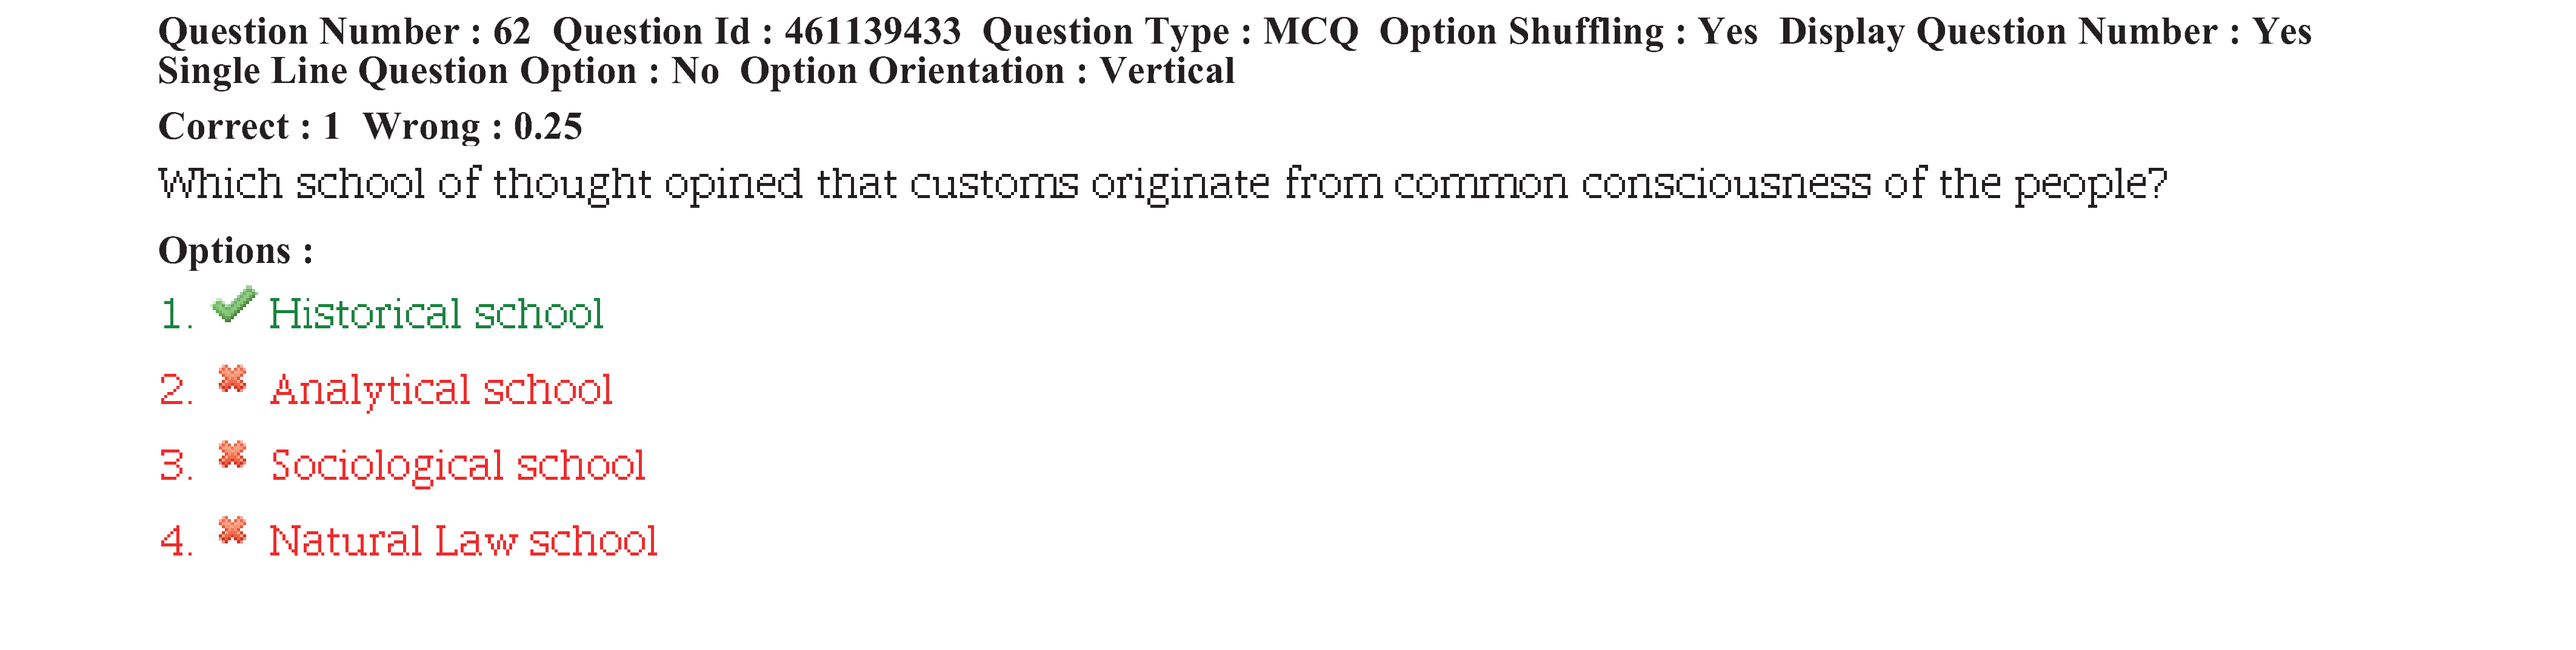 Question Number : 62 Question Id : 461139433 Question Type : MCQ Option Shuffling : Yes Display Question Number : Yes
Single Line Question Option : No Option Orientation : Vertical
Correct : 1 Wrong : 0.25
Which school of thought opined that customs originate from common consciousness of the people?
Options :
1. Historical school
2. Analytical school
3. Sociological school
4. Natural Law school